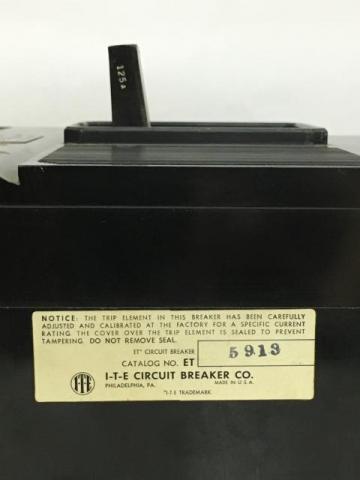 125A
NOTICE: THE TRIP ELEMENT IN THIS BREAKER HAS BEEN CAREFULLY
ADJUSTED AND CALIBRATED AT THE FACTORY FOR A SPECIFIC CURRENT
RATING. THE COVER OVER THE TRIP ELEMENT IS SEALED TO PREVENT
TAMPERING. DO NOT REMOVE SEAL.
ET* CIRCUIT BREAKER
CATALOG NO. ET 5913
ITE I-T-E CIRCUIT BREAKER CO.
PHILADELPHIA, PA. MADE IN U.S.A.
*I-T-E TRADEMARK